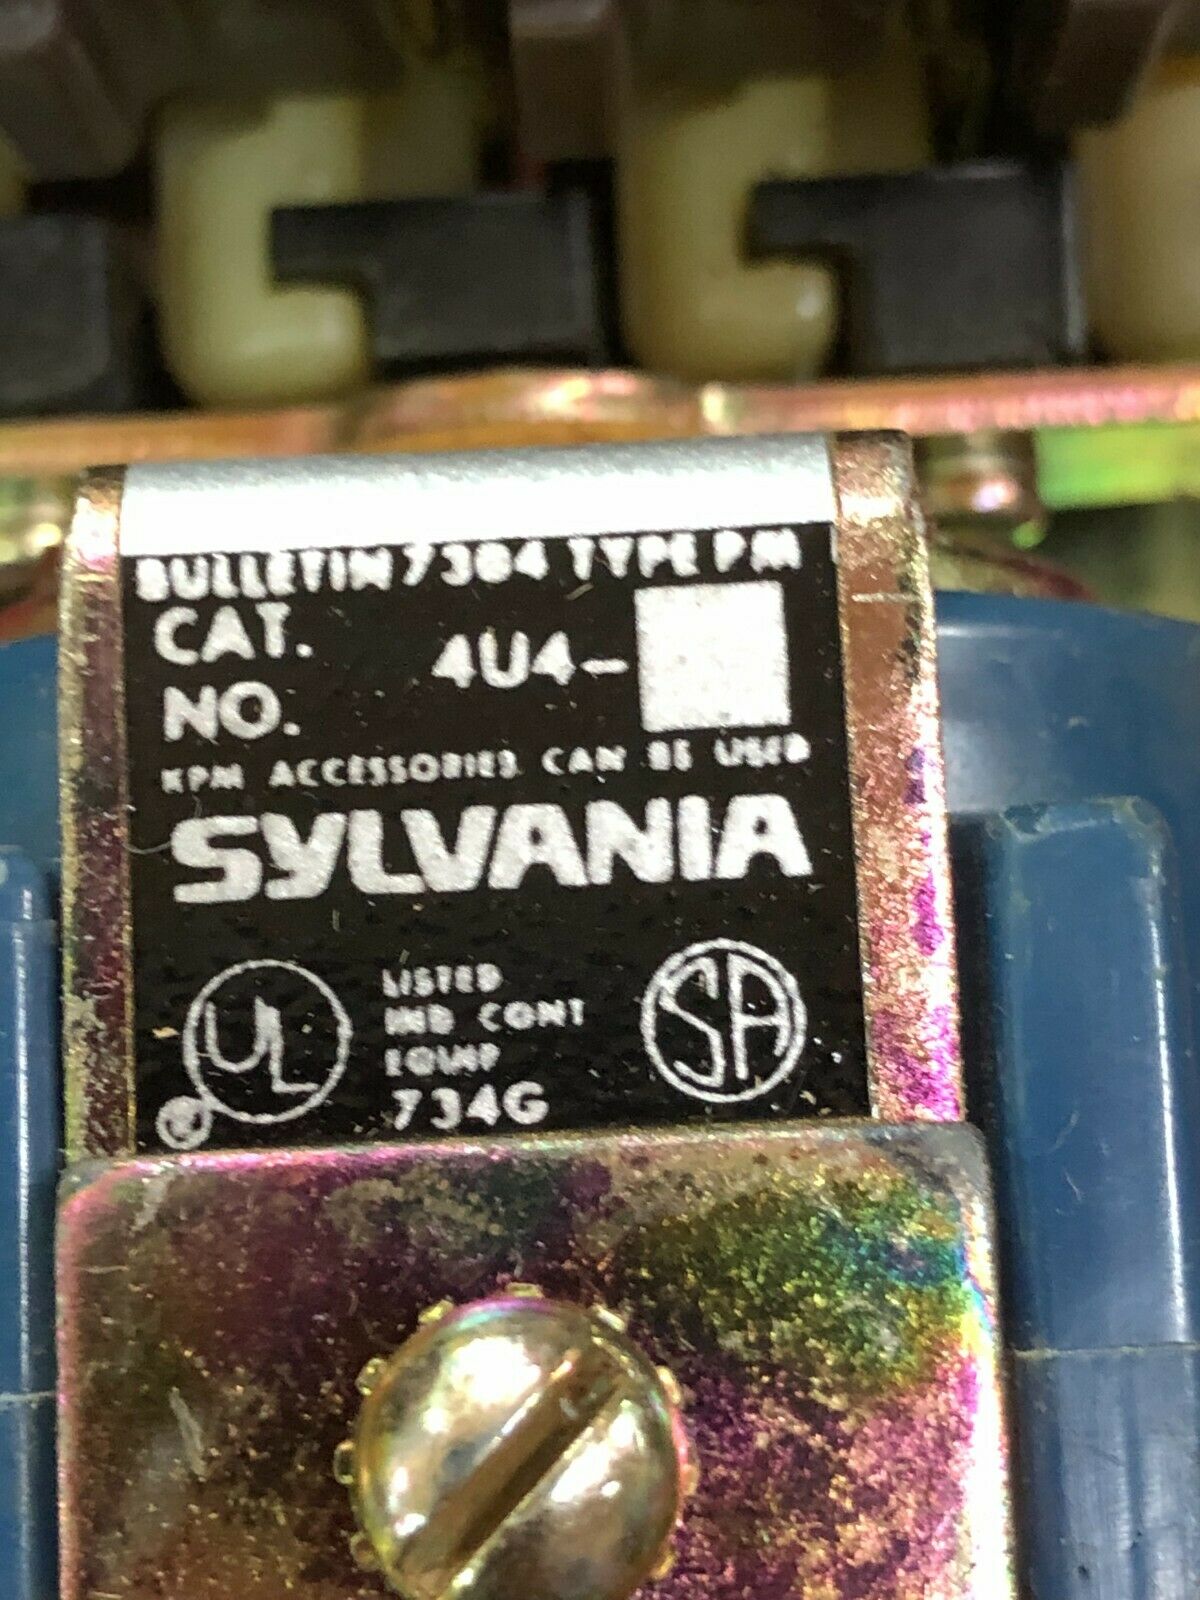 BULLETIN 7304 TYPE PM
CAT. NO. 4U4-
KPM ACCESSORIES CAN BE USED
SYLVANIA
UL
LISTED
IND CONT
EQUIP
734G
SA